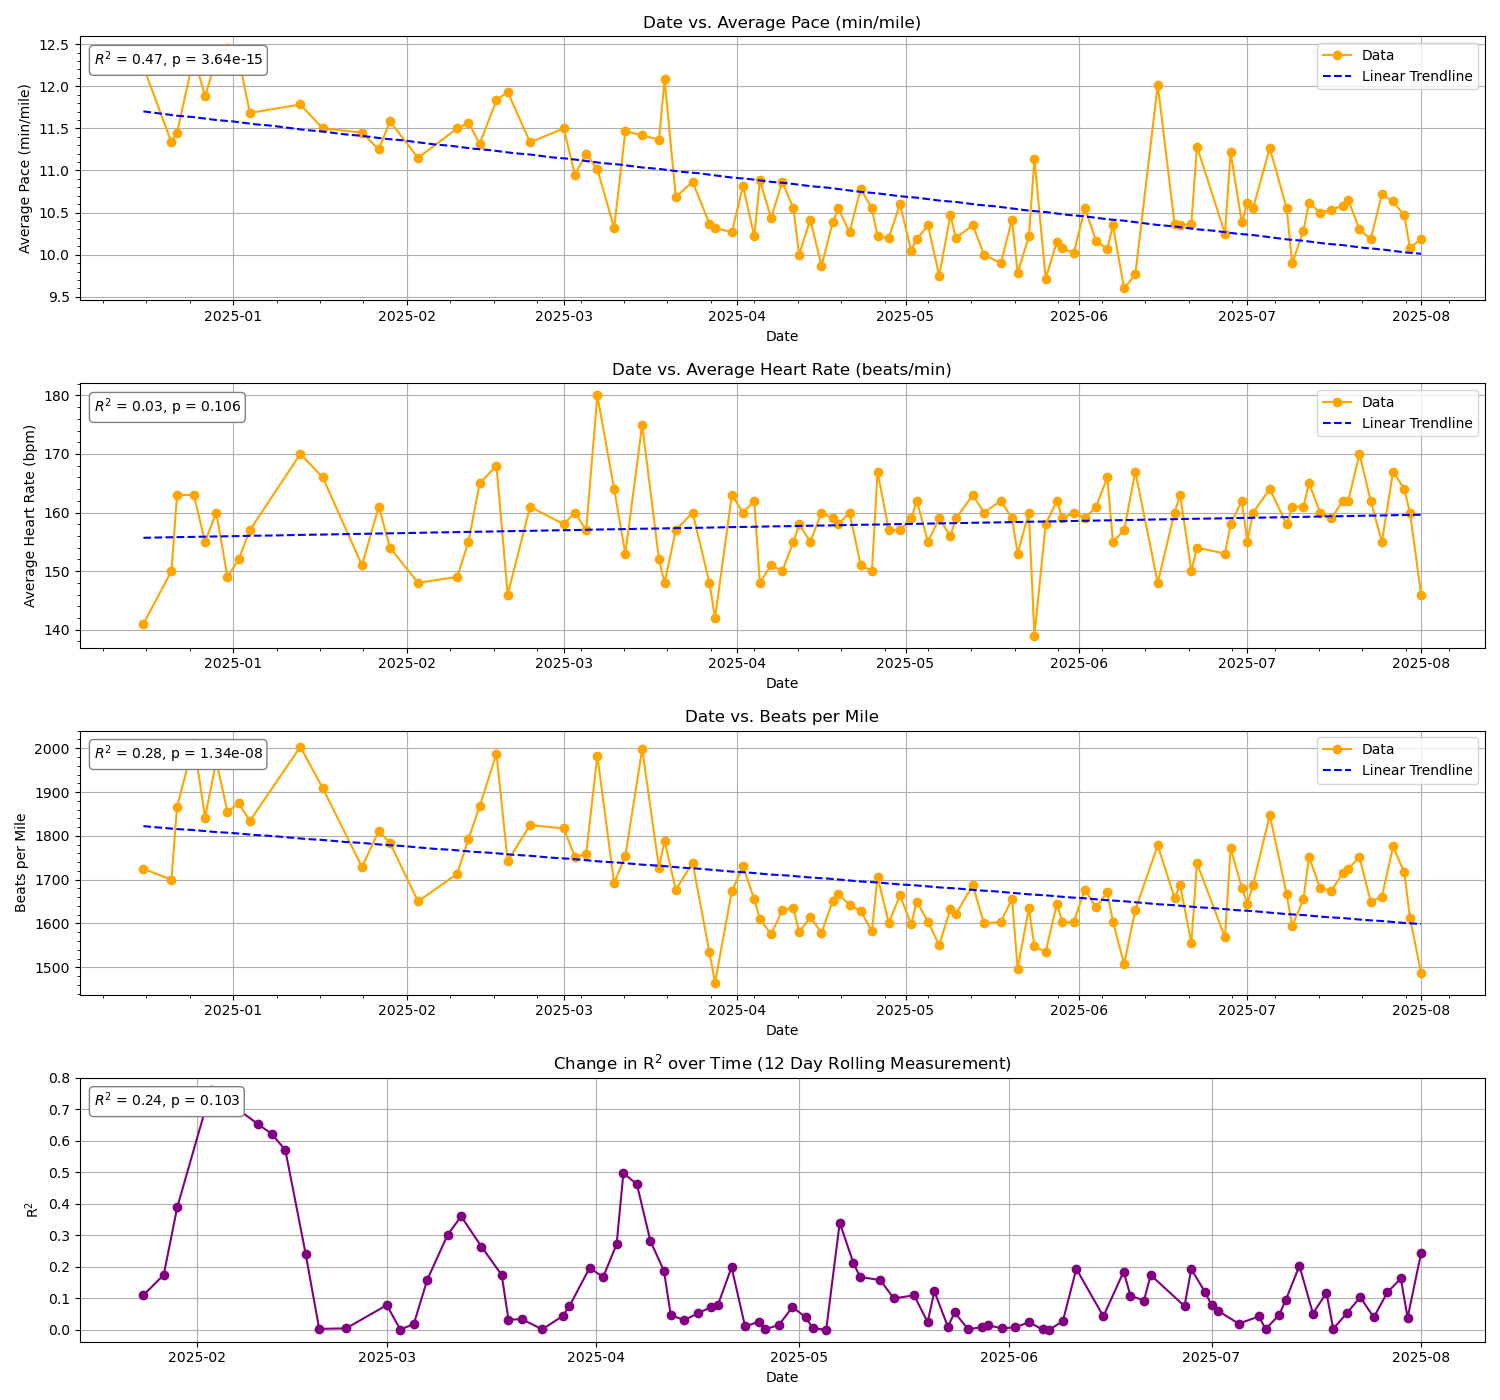 Date vs. Average Pace (min/mile)
R² = 0.47, p = 3.64e-15
Data
Linear Trendline
12.5
12.0
11.5
11.0
10.5
10.0
9.5
Average Pace (min/mile)
2025-01 2025-02 2025-03 2025-04 2025-05 2025-06 2025-07 2025-08
Date
Date vs. Average Heart Rate (beats/min)
R² = 0.03, p = 0.106
Data
Linear Trendline
180
170
160
150
140
Average Heart Rate (bpm)
2025-01 2025-02 2025-03 2025-04 2025-05 2025-06 2025-07 2025-08
Date
Date vs. Beats per Mile
R² = 0.28, p = 1.34e-08
Data
Linear Trendline
2000
1900
1800
1700
1600
1500
Beats per Mile
2025-01 2025-02 2025-03 2025-04 2025-05 2025-06 2025-07 2025-08
Date
Change in R² over Time (12 Day Rolling Measurement)
R² = 0.24, p = 0.103
0.8
0.7
0.6
0.5
0.4
0.3
0.2
0.1
0.0
R²
2025-02 2025-03 2025-04 2025-05 2025-06 2025-07 2025-08
Date